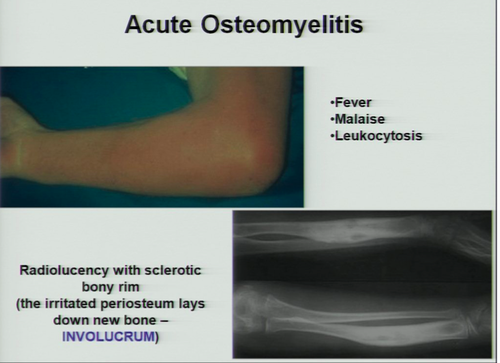 Acute Osteomyelitis
•Fever
•Malaise
•Leukocytosis
Radiolucency with sclerotic
bony rim
(the irritated periosteum lays
down new bone –
INVOLUCRUM)